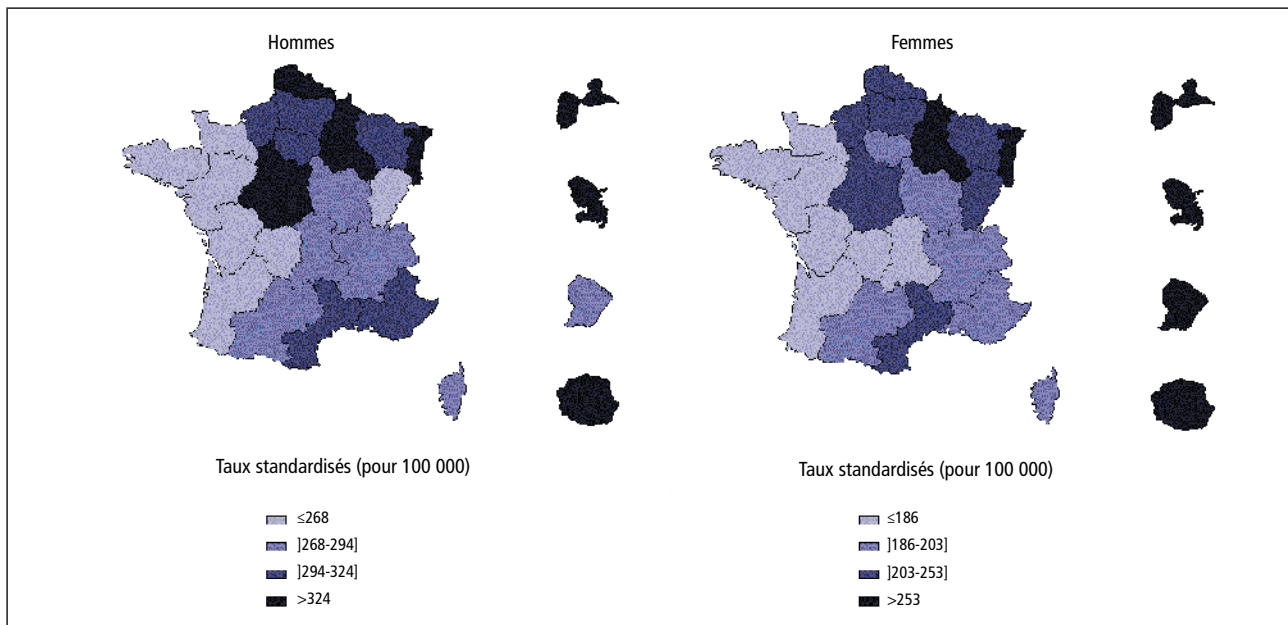 Hommes
Femmes
Taux standardisés (pour 100 000)
≤268
]268-294]
]294-324]
>324
Taux standardisés (pour 100 000)
≤186
]186-203]
]203-253]
>253